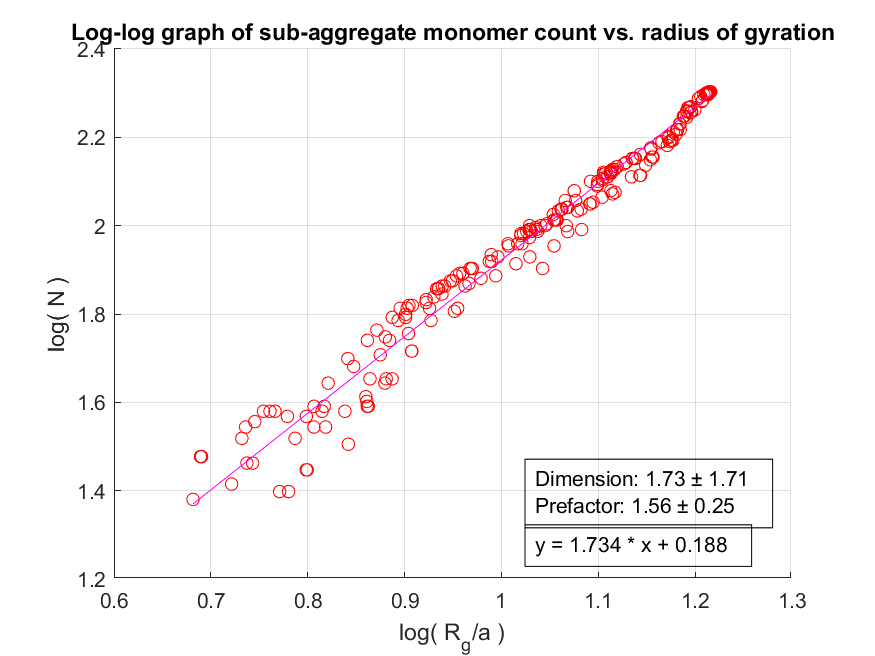 Log-log graph of sub-aggregate monomer count vs. radius of gyration
2.4
2.2
2
1.8
1.6
1.4
1.2
log( N )
Dimension: 1.73 ± 1.71
Prefactor: 1.56 ± 0.25
y = 1.734 * x + 0.188
0.6 0.7 0.8 0.9 1 1.1 1.2 1.3
log( R_g/a )